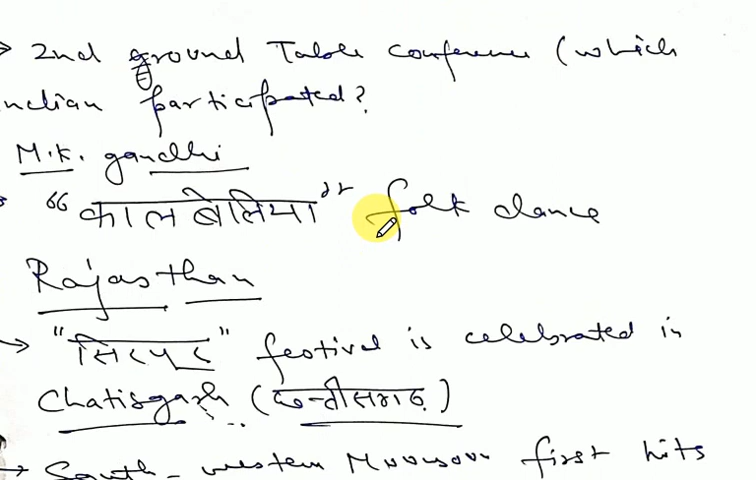 → 2nd ground Table conference (which
Indian participated?
M.K. gandhi
"कालबेलिया" folk dance
Rajasthan
→ "सिरपुर" festival is celebrated in
Chatisgarh (छत्तीसगढ़)
→ South-western Monsoon first hits